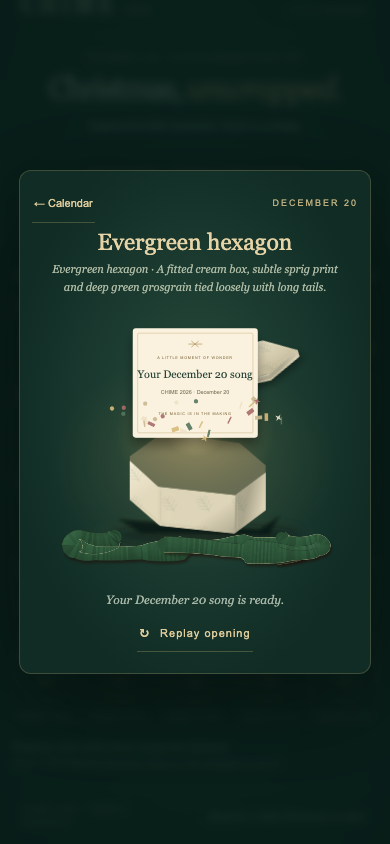 ← Calendar
DECEMBER 20
Evergreen hexagon
Evergreen hexagon · A fitted cream box, subtle sprig print
and deep green grosgrain tied loosely with long tails.
A LITTLE MOMENT OF WONDER
Your December 20 song
CHIME 2026 · December 20
THE MAGIC IS IN THE MAKING
Your December 20 song is ready.
↻ Replay opening